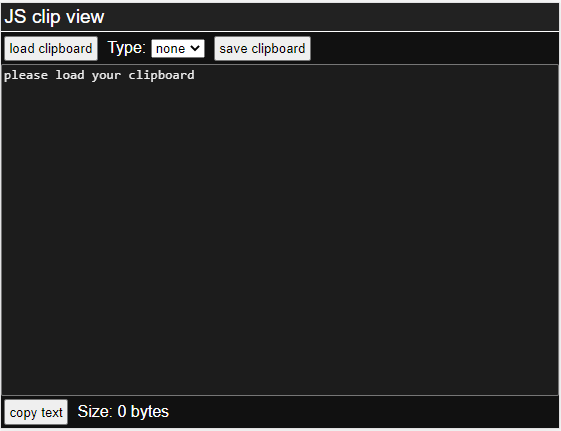 JS clip view
load clipboard Type: none save clipboard
please load your clipboard
copy text Size: 0 bytes